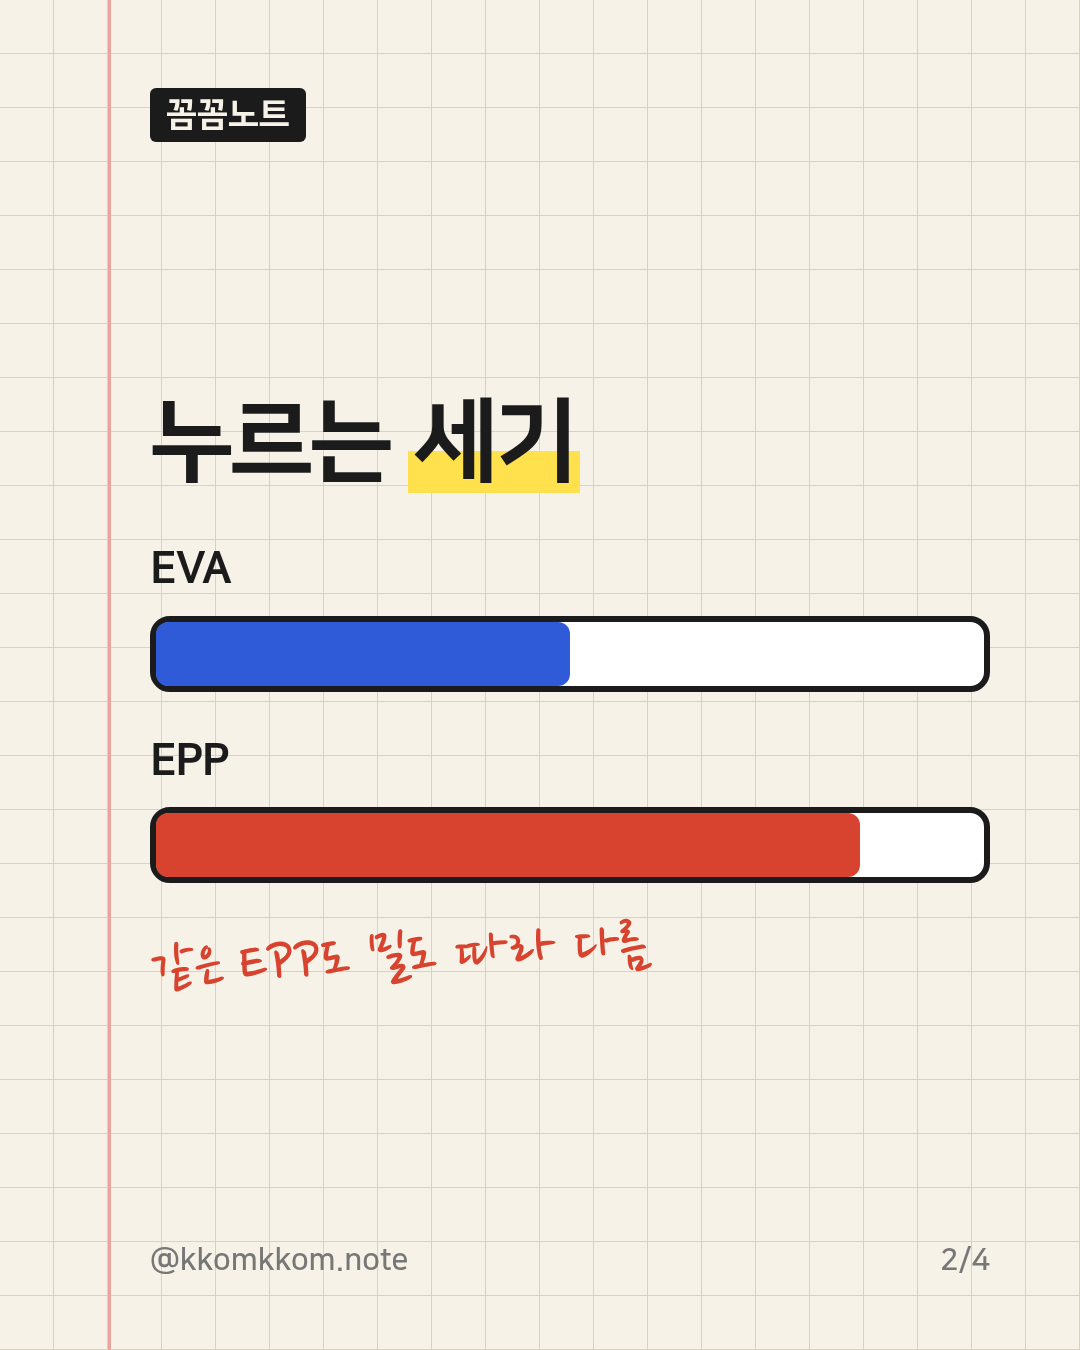 꼼꼼노트
누르는 세기
EVA
EPP
같은 EPP도 밀도 따라 다름
@kkomkkom.note
2/4